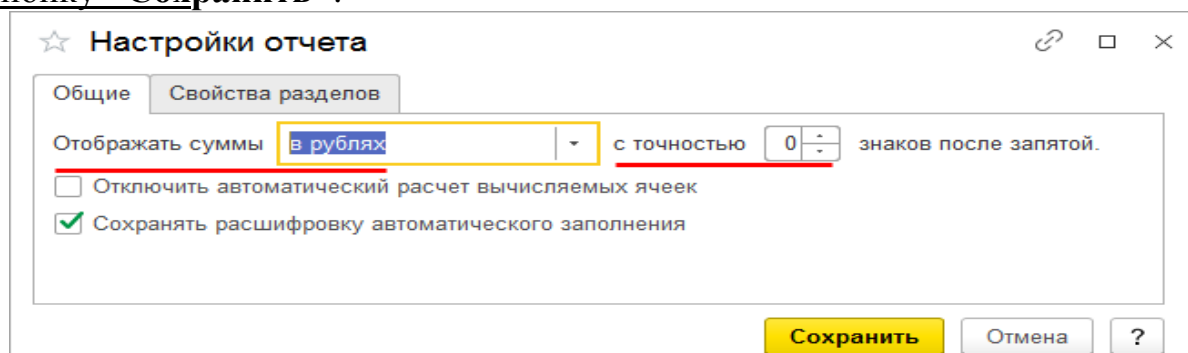 "Сохранить".
Настройки отчета
Общие Свойства разделов
Отображать суммы в рублях с точностью 0 знаков после запятой.
Отключить автоматический расчет вычисляемых ячеек
Сохранять расшифровку автоматического заполнения
Сохранить Отмена ?